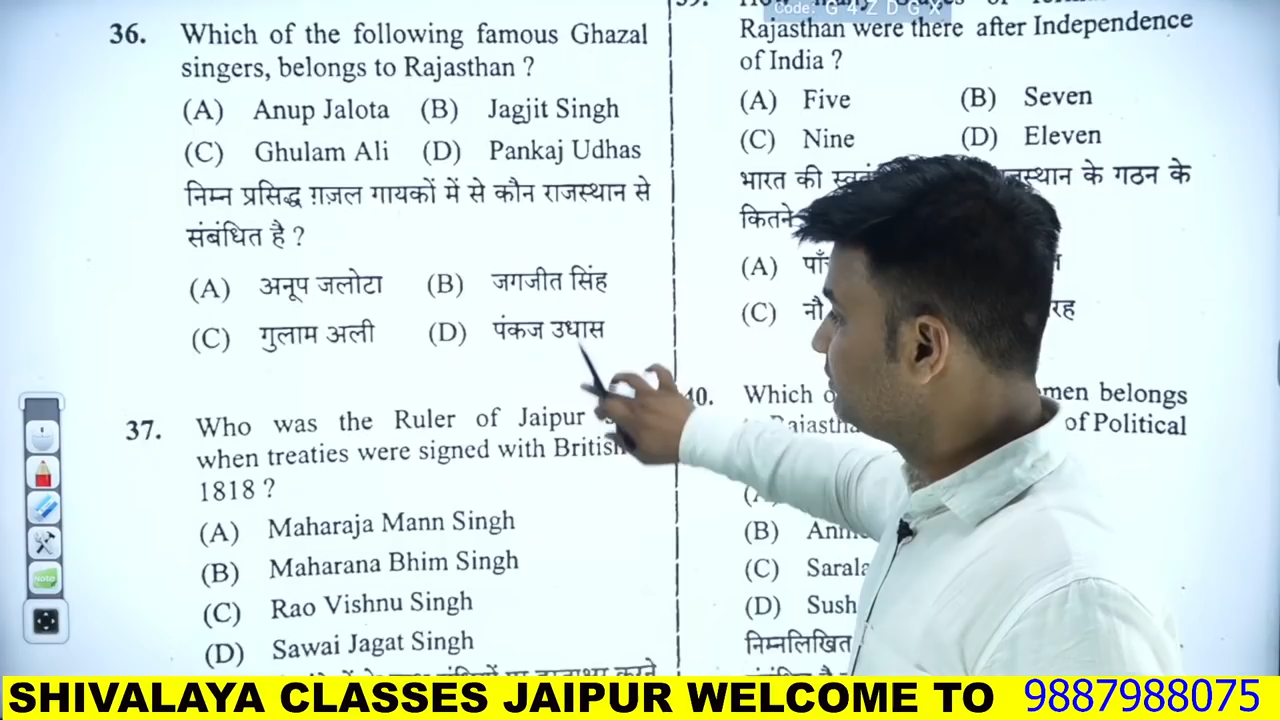 Code: G 4 Z D G X
36. Which of the following famous Ghazal
singers, belongs to Rajasthan ?
(A) Anup Jalota (B) Jagjit Singh
(C) Ghulam Ali (D) Pankaj Udhas
निम्न प्रसिद्ध ग़ज़ल गायकों में से कौन राजस्थान से
संबंधित है ?
(A) अनूप जलोटा (B) जगजीत सिंह
(C) गुलाम अली (D) पंकज उधास
37. Who was the Ruler of Jaipur
when treaties were signed with British
1818 ?
(A) Maharaja Mann Singh
(B) Maharana Bhim Singh
(C) Rao Vishnu Singh
(D) Sawai Jagat Singh
39.
Rajasthan were there after Independence
of India ?
(A) Five (B) Seven
(C) Nine (D) Eleven
भारत की के गठन के
कितने
(A)
(C) नौ
40. Which belongs
of Political
(B)
(C)
(D)
निम्नलिखित
Note
SHIVALAYA CLASSES JAIPUR WELCOME TO 9887988075